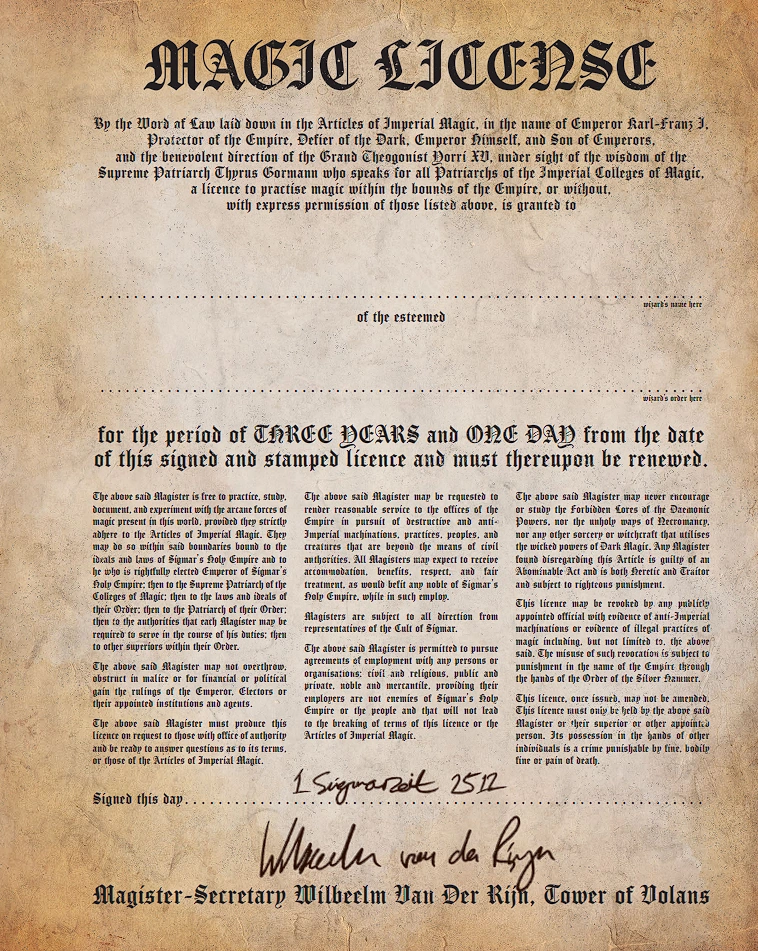 MAGIC LICENSE
By the Word of Law laid down in the Articles of Imperial Magic, in the name of Emperor Karl-Franz I,
Protector of the Empire, Defier of the Dark, Emperor Himself, and Son of Emperors,
and the benevolent direction of the Grand Theogonist Yorri XV, under sight of the wisdom of the
Supreme Patriarch Thyrus Gormann who speaks for all Patriarchs of the Imperial Colleges of Magic,
a licence to practise magic within the bounds of the Empire, or without,
with express permission of those listed above, is granted to
wizard's name here
of the esteemed
wizard's order here
for the period of THREE YEARS and ONE DAY from the date
of this signed and stamped licence and must thereupon be renewed.
The above said Magister is free to practice, study,
document, and experiment with the arcane forces of
magic present in this world, provided they strictly
adhere to the Articles of Imperial Magic. They
may do so within said boundaries bound to the
ideals and laws of Sigmar's Holy Empire and to
he who is rightfully elected Emperor of Sigmar's
Holy Empire; then to the Supreme Patriarch of the
Colleges of Magic; then to the laws and ideals of
their Order; then to the Patriarch of their Order;
then to the authorities that each Magister may be
required to serve in the course of his duties; then
to other superiors within their Order.
The above said Magister may not overthrow,
obstruct in malice or for financial or political
gain the rulings of the Emperor, Electors or
their appointed institutions and agents.
The above said Magister must produce this
licence on request to those with office of authority
and be ready to answer questions as to its terms,
or those of the Articles of Imperial Magic.
The above said Magister may be requested to
render reasonable service to the offices of the
Empire in pursuit of destructive and anti-
Imperial machinations, practices, peoples, and
creatures that are beyond the means of civil
authorities. All Magisters may expect to receive
accommodation, benefits, respect, and fair
treatment, as would befit any noble of Sigmar's
Holy Empire, while in such employ.
Magisters are subject to all direction from
representatives of the Cult of Sigmar.
The above said Magister is permitted to pursue
agreements of employment with any persons or
organisations; civil and religious, public and
private, noble and mercantile, providing their
employers are not enemies of Sigmar's Holy
Empire or the people and that will not lead
to the breaking of terms of this licence or the
Articles of Imperial Magic.
The above said Magister may never encourage
or study the Forbidden Lores of the Daemonic
Powers, nor the unholy ways of Necromancy,
nor any other sorcery or witchcraft that utilises
the wicked powers of Dark Magic. Any Magister
found disregarding this Article is guilty of an
Abominable Act and is both Heretic and Traitor
and subject to righteous punishment.
This licence may be revoked by any publicly
appointed official with evidence of anti-Imperial
machinations or evidence of illegal practices of
magic including, but not limited to, the above
said. The misuse of such revocation is subject to
punishment in the name of the Empire through
the hands of the Order of the Silver Hammer.
This licence, once issued, may not be amended.
This licence must only be held by the above said
Magister or their superior or other appointed
person. Its possession in the hands of other
individuals is a crime punishable by fine, bodily
fine or pain of death.
Signed this day 1 Sigmarzeit 2512
Wilbeelm van der Rijn
Magister-Secretary Wilbeelm Van Der Rijn, Tower of Volans